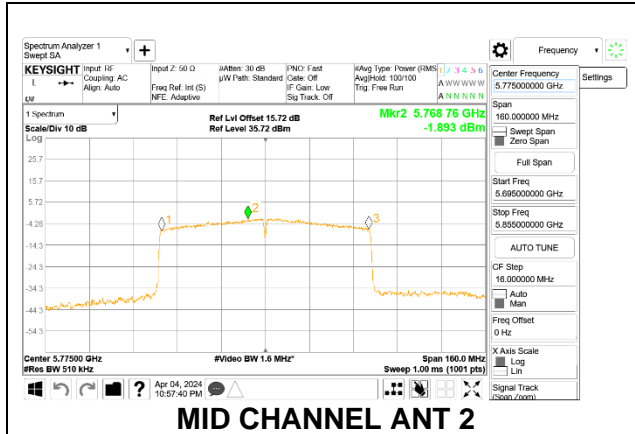 Spectrum Analyzer 1
Swept SA
Frequency
KEYSIGHT
Input: RF
Coupling: AC
Align: Auto
Input Z: 50 Ω
Freq Ref: Int (S)
NFE: Adaptive
#Atten: 30 dB
µW Path: Standard
PNO: Fast
Gate: Off
IF Gain: Low
Sig Track: Off
#Avg Type: Power (RMS
Avg|Hold: 100/100
Trig: Free Run
1 2 3 4 5 6
A W W W W W
A N N N N N
L
Center Frequency
5.775000000 GHz
Settings
Span
160.000000 MHz
Swept Span
Zero Span
Full Span
Start Freq
5.695000000 GHz
Stop Freq
5.855000000 GHz
AUTO TUNE
CF Step
16.000000 MHz
Auto
Man
Freq Offset
0 Hz
X Axis Scale
Log
Lin
Signal Track
(Span Zoom)
1 Spectrum
Scale/Div 10 dB
Log
Ref Lvl Offset 15.72 dB
Ref Level 35.72 dBm
Mkr2 5.768 76 GHz
-1.893 dBm
25.7
15.7
5.72
-4.28
-14.3
-24.3
-34.3
-44.3
-54.3
1
2
3
Center 5.77500 GHz
#Res BW 510 kHz
#Video BW 1.6 MHz*
Span 160.0 MHz
Sweep 1.00 ms (1001 pts)
?
Apr 04, 2024
10:57:40 PM
MID CHANNEL ANT 2